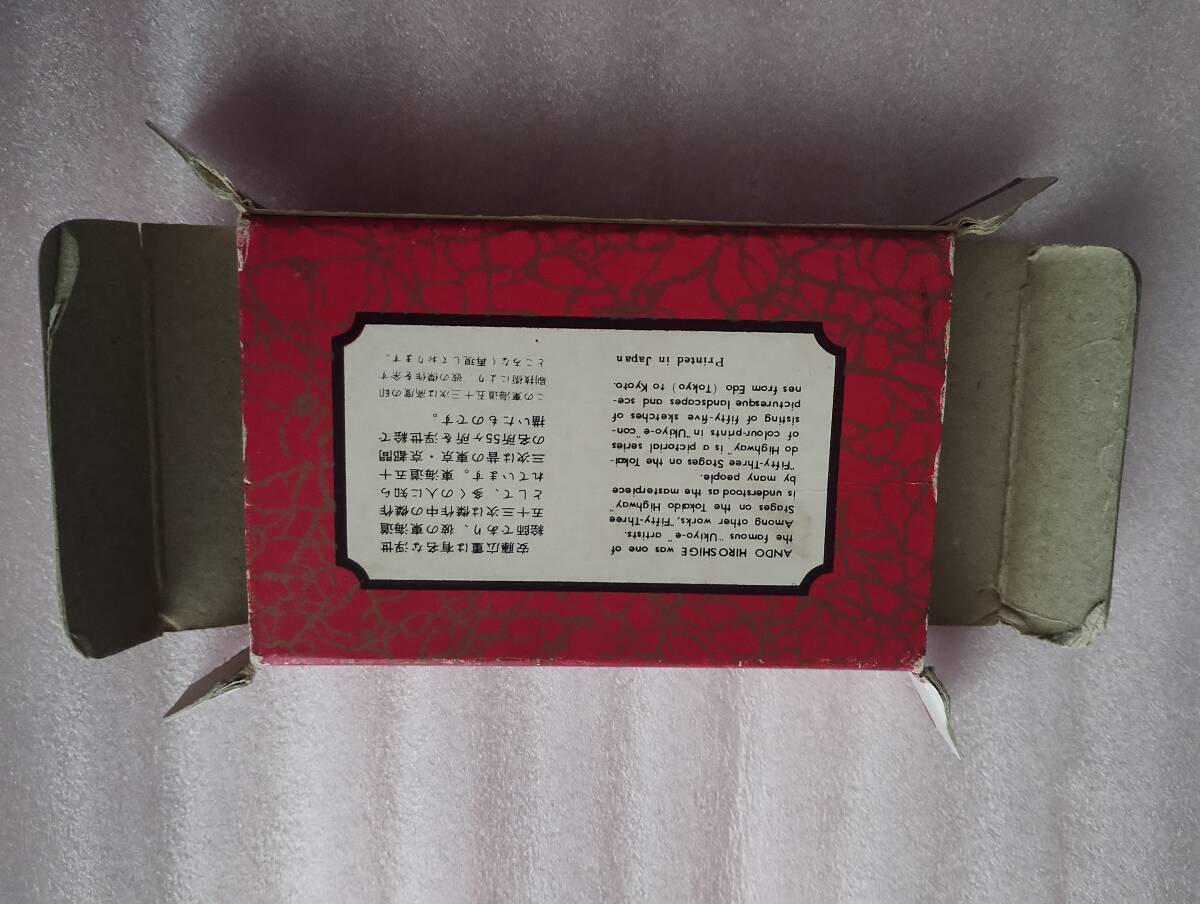 ANDO HIROSHIGE was one of
the famous "Ukiyo-e" artists.
Among other works, "Fifty-Three
Stages on the Tokaido Highway"
is understood as the masterpiece
by many people.
"Fifty-Three Stages on the Tokai-
do Highway" is a pictorial series
of colour-prints in "Ukiyo-e" con-
sisting of fifty-five sketches of
picturesque landscapes and sce-
nes from Edo (Tokyo) to Kyoto.
Printed in Japan
安藤広重は有名な浮世
絵師であり、彼の東海道
五十三次は傑作中の傑作
として、多くの人に知ら
れています。東海道五十
三次は昔の東京・京都間
の名所55ヶ所を浮世絵で
描いたものです。
この東海道五十三次は高度の印
刷技術により、彼の傑作を余す
ところなく再現しております。